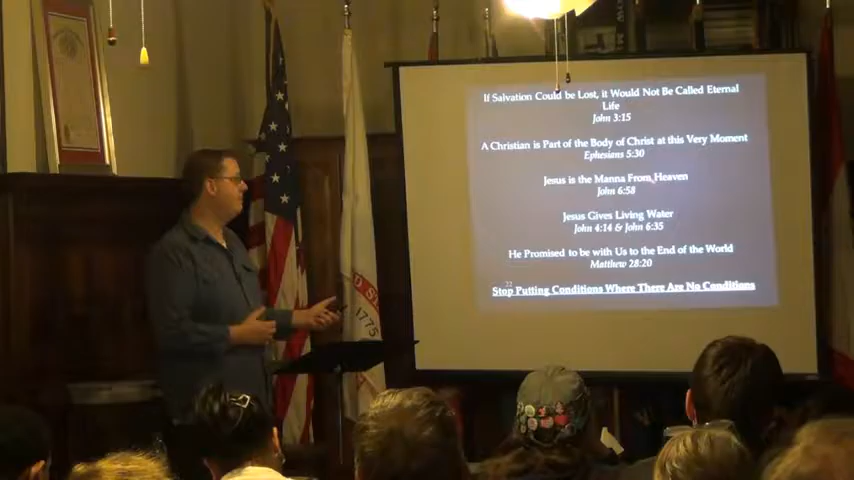 If Salvation Could be Lost, it Would Not Be Called Eternal
Life
John 3:15
A Christian is Part of the Body of Christ at this Very Moment
Ephesians 5:30
Jesus is the Manna From Heaven
John 6:58
Jesus Gives Living Water
John 4:14 & John 6:35
He Promised to be with Us to the End of the World
Matthew 28:20
22
Stop Putting Conditions Where There Are No Conditions
1775